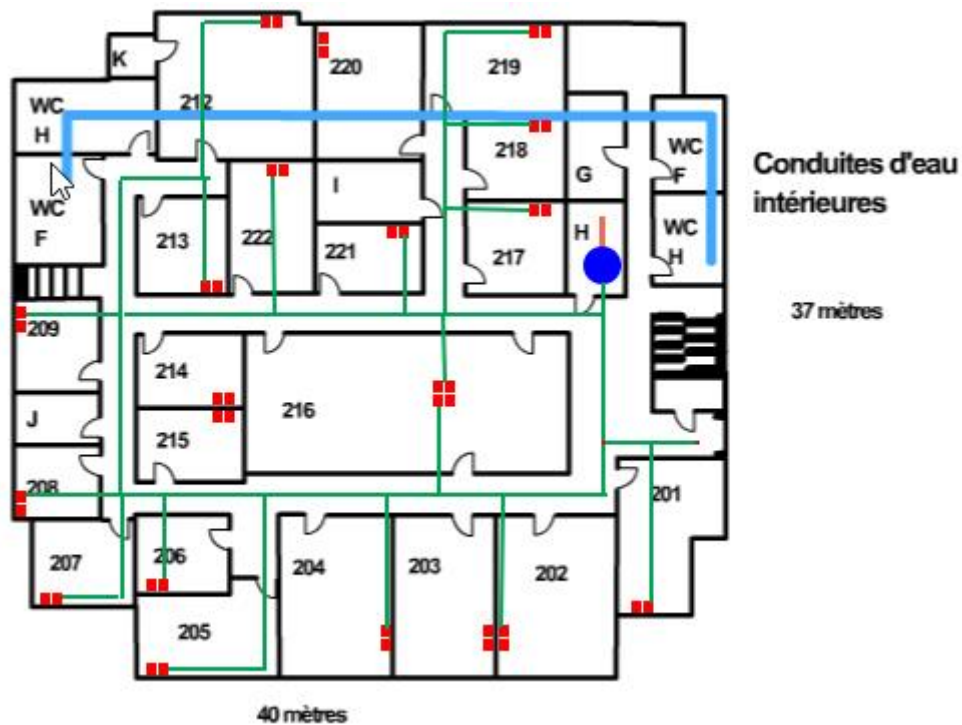 K
220
219
212
WC
H
218
WC
F
Conduites d'eau
intérieures
I
G
WC
F
213
222
221
217
H
WC
H
37 mètres
209
214
216
J
215
208
201
207
206
204
203
202
205
40 mètres